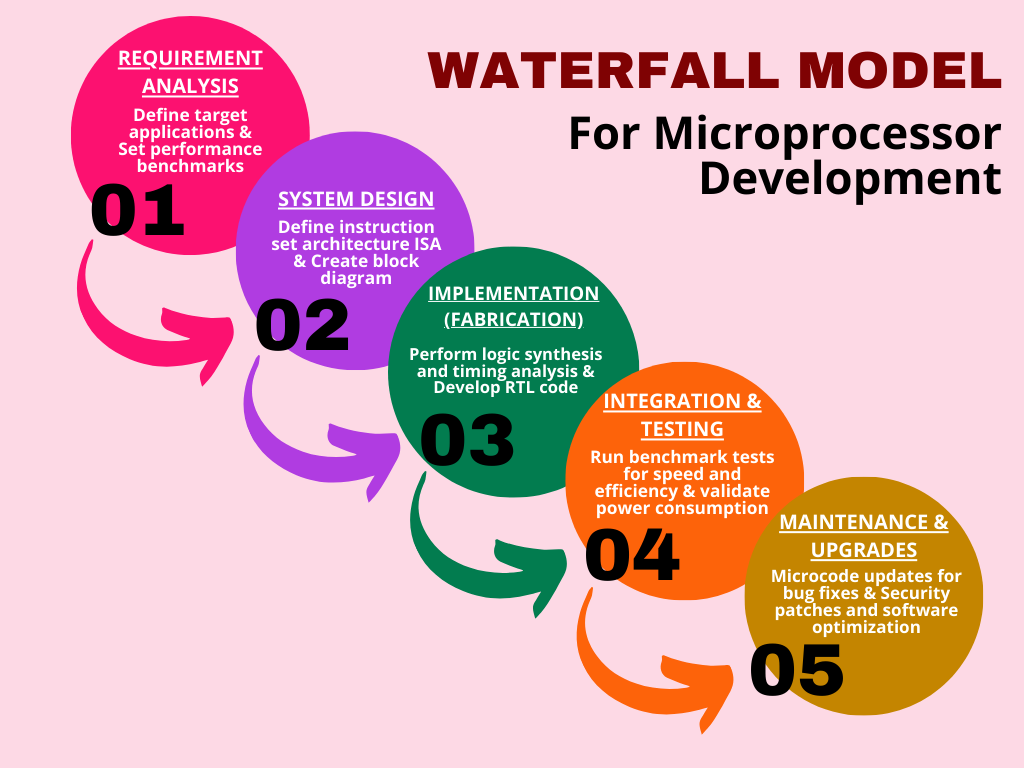 WATERFALL MODEL
For Microprocessor
Development
REQUIREMENT
ANALYSIS
Define target
applications &
Set performance
benchmarks
01
SYSTEM DESIGN
Define instruction
set architecture ISA
& Create block
diagram
02
IMPLEMENTATION
(FABRICATION)
Perform logic synthesis
and timing analysis &
Develop RTL code
03
INTEGRATION &
TESTING
Run benchmark tests
for speed and
efficiency & validate
power consumption
04
MAINTENANCE &
UPGRADES
Microcode updates for
bug fixes & Security
patches and software
optimization
05